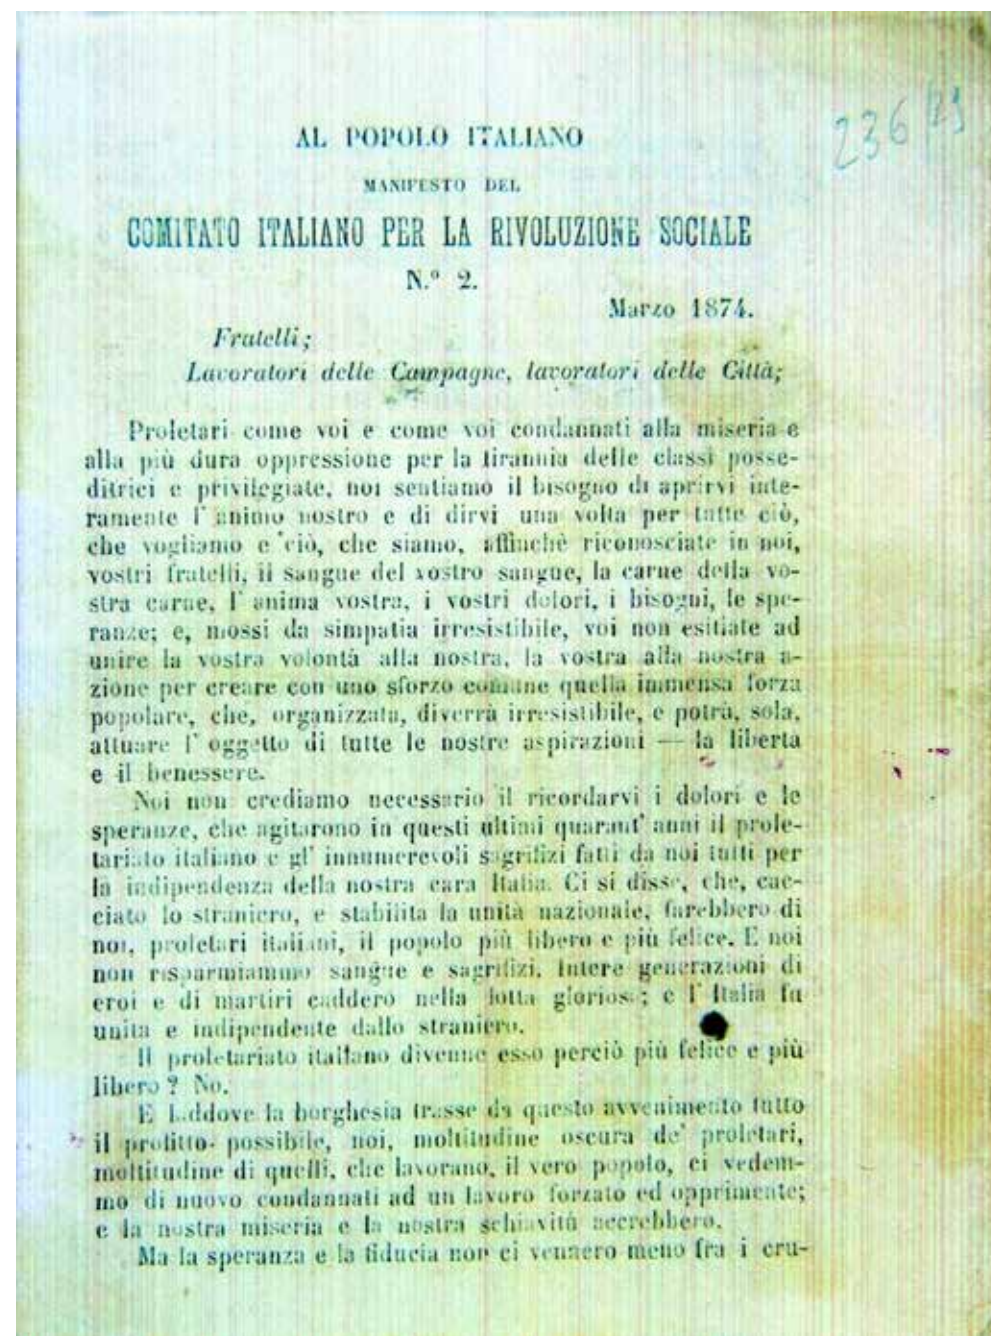 236/29
AL POPOLO ITALIANO
MANIFESTO DEL
COMITATO ITALIANO PER LA RIVOLUZIONE SOCIALE
N.º 2.
Marzo 1874.
Fratelli;
Lavoratori delle Campagne, lavoratori delle Città;
Proletari come voi e come voi condannati alla miseria e
alla più dura oppressione per la tirannia delle classi posse-
ditrici e privilegiate, noi sentiamo il bisogno di aprirvi inte-
ramente l' animo nostro e di dirvi una volta per tutte ciò,
che vogliamo e ciò, che siamo, affinchè riconosciate in noi,
vostri fratelli, il sangue del vostro sangue, la carne della vo-
stra carne, l' anima vostra, i vostri dolori, i bisogni, le spe-
ranze; e, mossi da simpatia irresistibile, voi non esitiate ad
unire la vostra volontà alla nostra, la vostra alla nostra a-
zione per creare con uno sforzo comune quella immensa forza
popolare, che, organizzata, diverrà irresistibile, e potrà, sola,
attuare l' oggetto di tutte le nostre aspirazioni — la liberta
e il benessere.
Noi non crediamo necessario il ricordarvi i dolori e le
speranze, che agitarono in questi ultimi quarant' anni il prole-
tariato italiano e gl' innumerevoli sagrifizi fatti da noi tutti per
la indipendenza della nostra cara Italia. Ci si disse, che, cac-
ciato lo straniero, e stabilita la unità nazionale, farebbero di
noi, proletari italiani, il popolo più libero e più felice. E noi
non risparmiammo sangue e sagrifizi. Intere generazioni di
eroi e di martiri caddero nella lotta gloriosa; e l' Italia fu
unita e indipendente dallo straniero.
Il proletariato italiano divenne esso perciò più felice e più
libero? No.
E laddove la borghesia trasse da questo avvenimento tutto
il profitto possibile, noi, moltitudine oscura de' proletari,
moltitudine di quelli, che lavorano, il vero popolo, ci vedem-
mo di nuovo condannati ad un lavoro forzato ed opprimente;
e la nostra miseria e la nostra schiavitù accrebbero.
Ma la speranza e la fiducia non ci vennero meno fra i cru-